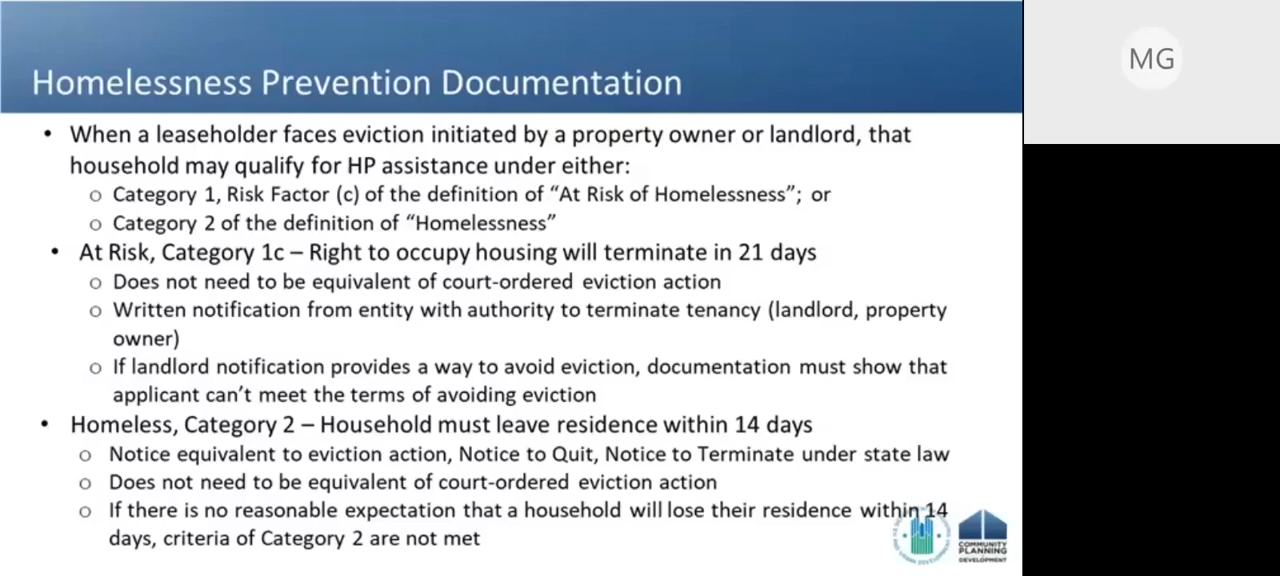 Homelessness Prevention Documentation
MG
• When a leaseholder faces eviction initiated by a property owner or landlord, that
household may qualify for HP assistance under either:
o Category 1, Risk Factor (c) of the definition of “At Risk of Homelessness”; or
o Category 2 of the definition of “Homelessness”
• At Risk, Category 1c – Right to occupy housing will terminate in 21 days
o Does not need to be equivalent of court-ordered eviction action
o Written notification from entity with authority to terminate tenancy (landlord, property
owner)
o If landlord notification provides a way to avoid eviction, documentation must show that
applicant can’t meet the terms of avoiding eviction
• Homeless, Category 2 – Household must leave residence within 14 days
o Notice equivalent to eviction action, Notice to Quit, Notice to Terminate under state law
o Does not need to be equivalent of court-ordered eviction action
o If there is no reasonable expectation that a household will lose their residence within 14
days, criteria of Category 2 are not met
COMMUNITY
PLANNING
DEVELOPMENT